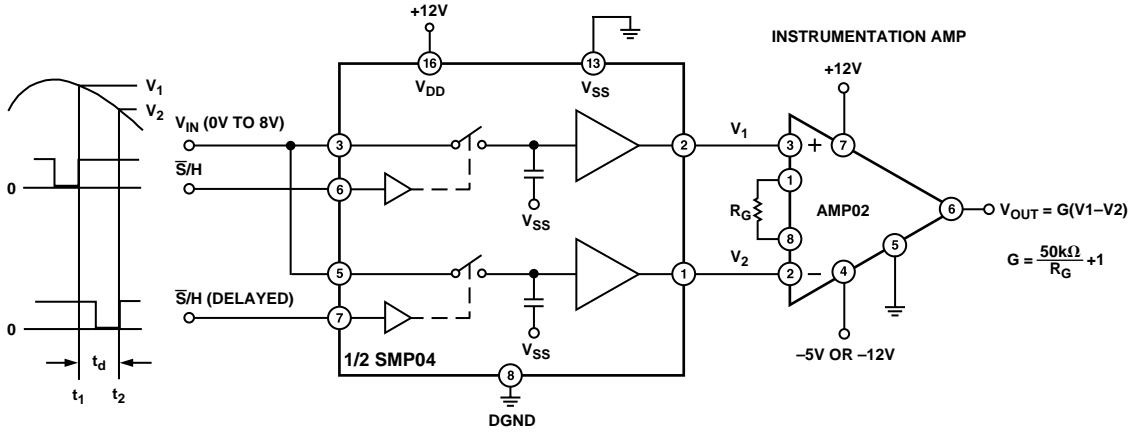 +12V
INSTRUMENTATION AMP
+12V
16
13
VDD
VSS
V1
V2
VIN (0V TO 8V)
3
2
V1
3
+
7
S̅/H
0
6
VSS
1
RG
AMP02
6
VOUT = G(V1–V2)
8
5
G = 50kΩ/RG +1
5
1
V2
2
–
4
S̅/H (DELAYED)
0
7
VSS
–5V OR –12V
1/2 SMP04
td
8
t1
t2
DGND